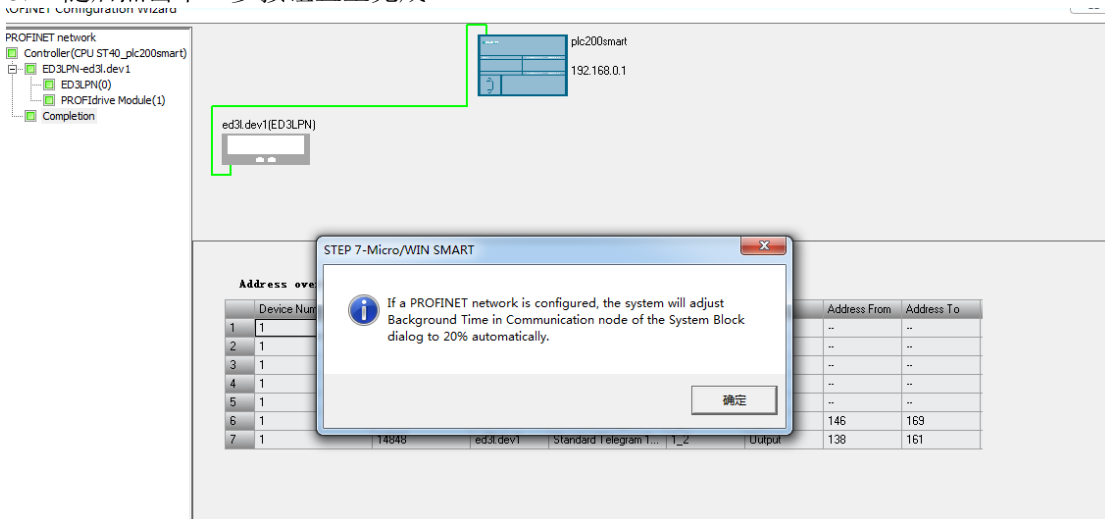 PROFINET Configuration Wizard
PROFINET network
Controller(CPU ST40_plc200smart)
ED3LPN-ed3l.dev1
ED3LPN(0)
PROFIdrive Module(1)
Completion
plc200smart
192.168.0.1
ed3l.dev1(ED3LPN)
STEP 7-Micro/WIN SMART
If a PROFINET network is configured, the system will adjust
Background Time in Communication node of the System Block
dialog to 20% automatically.
确定
Address
Device Num Address From Address To
1 1 -- --
2 1 -- --
3 1 -- --
4 1 -- --
5 1 -- --
6 1 146 169
7 1 14848 ed3l.dev1 Standard Telegram 1... 1_2 Output 138 161